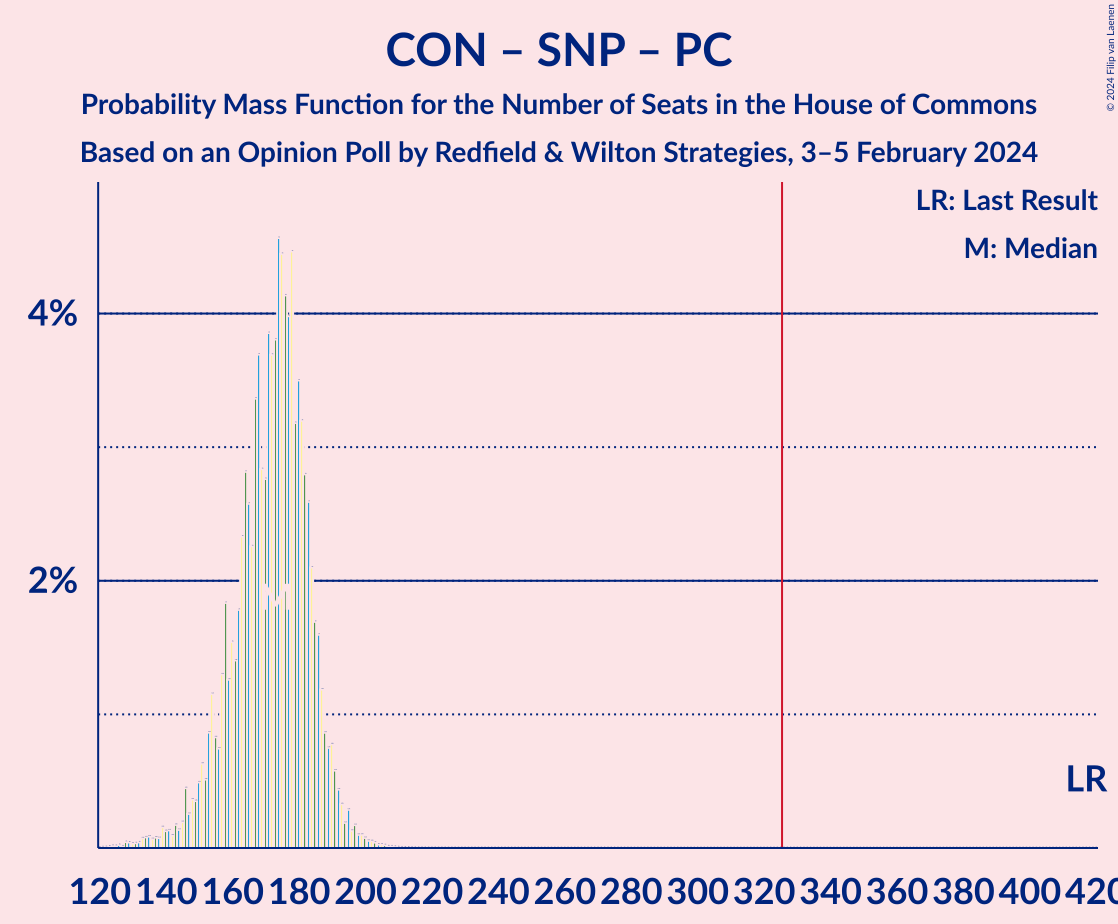 CON – SNP – PC
Probability Mass Function for the Number of Seats in the House of Commons
Based on an Opinion Poll by Redfield & Wilton Strategies, 3–5 February 2024
© 2024 Filip van Laenen
LR: Last Result
M: Median
4%
2%
LR
120 140 160 180 200 220 240 260 280 300 320 340 360 380 400 420